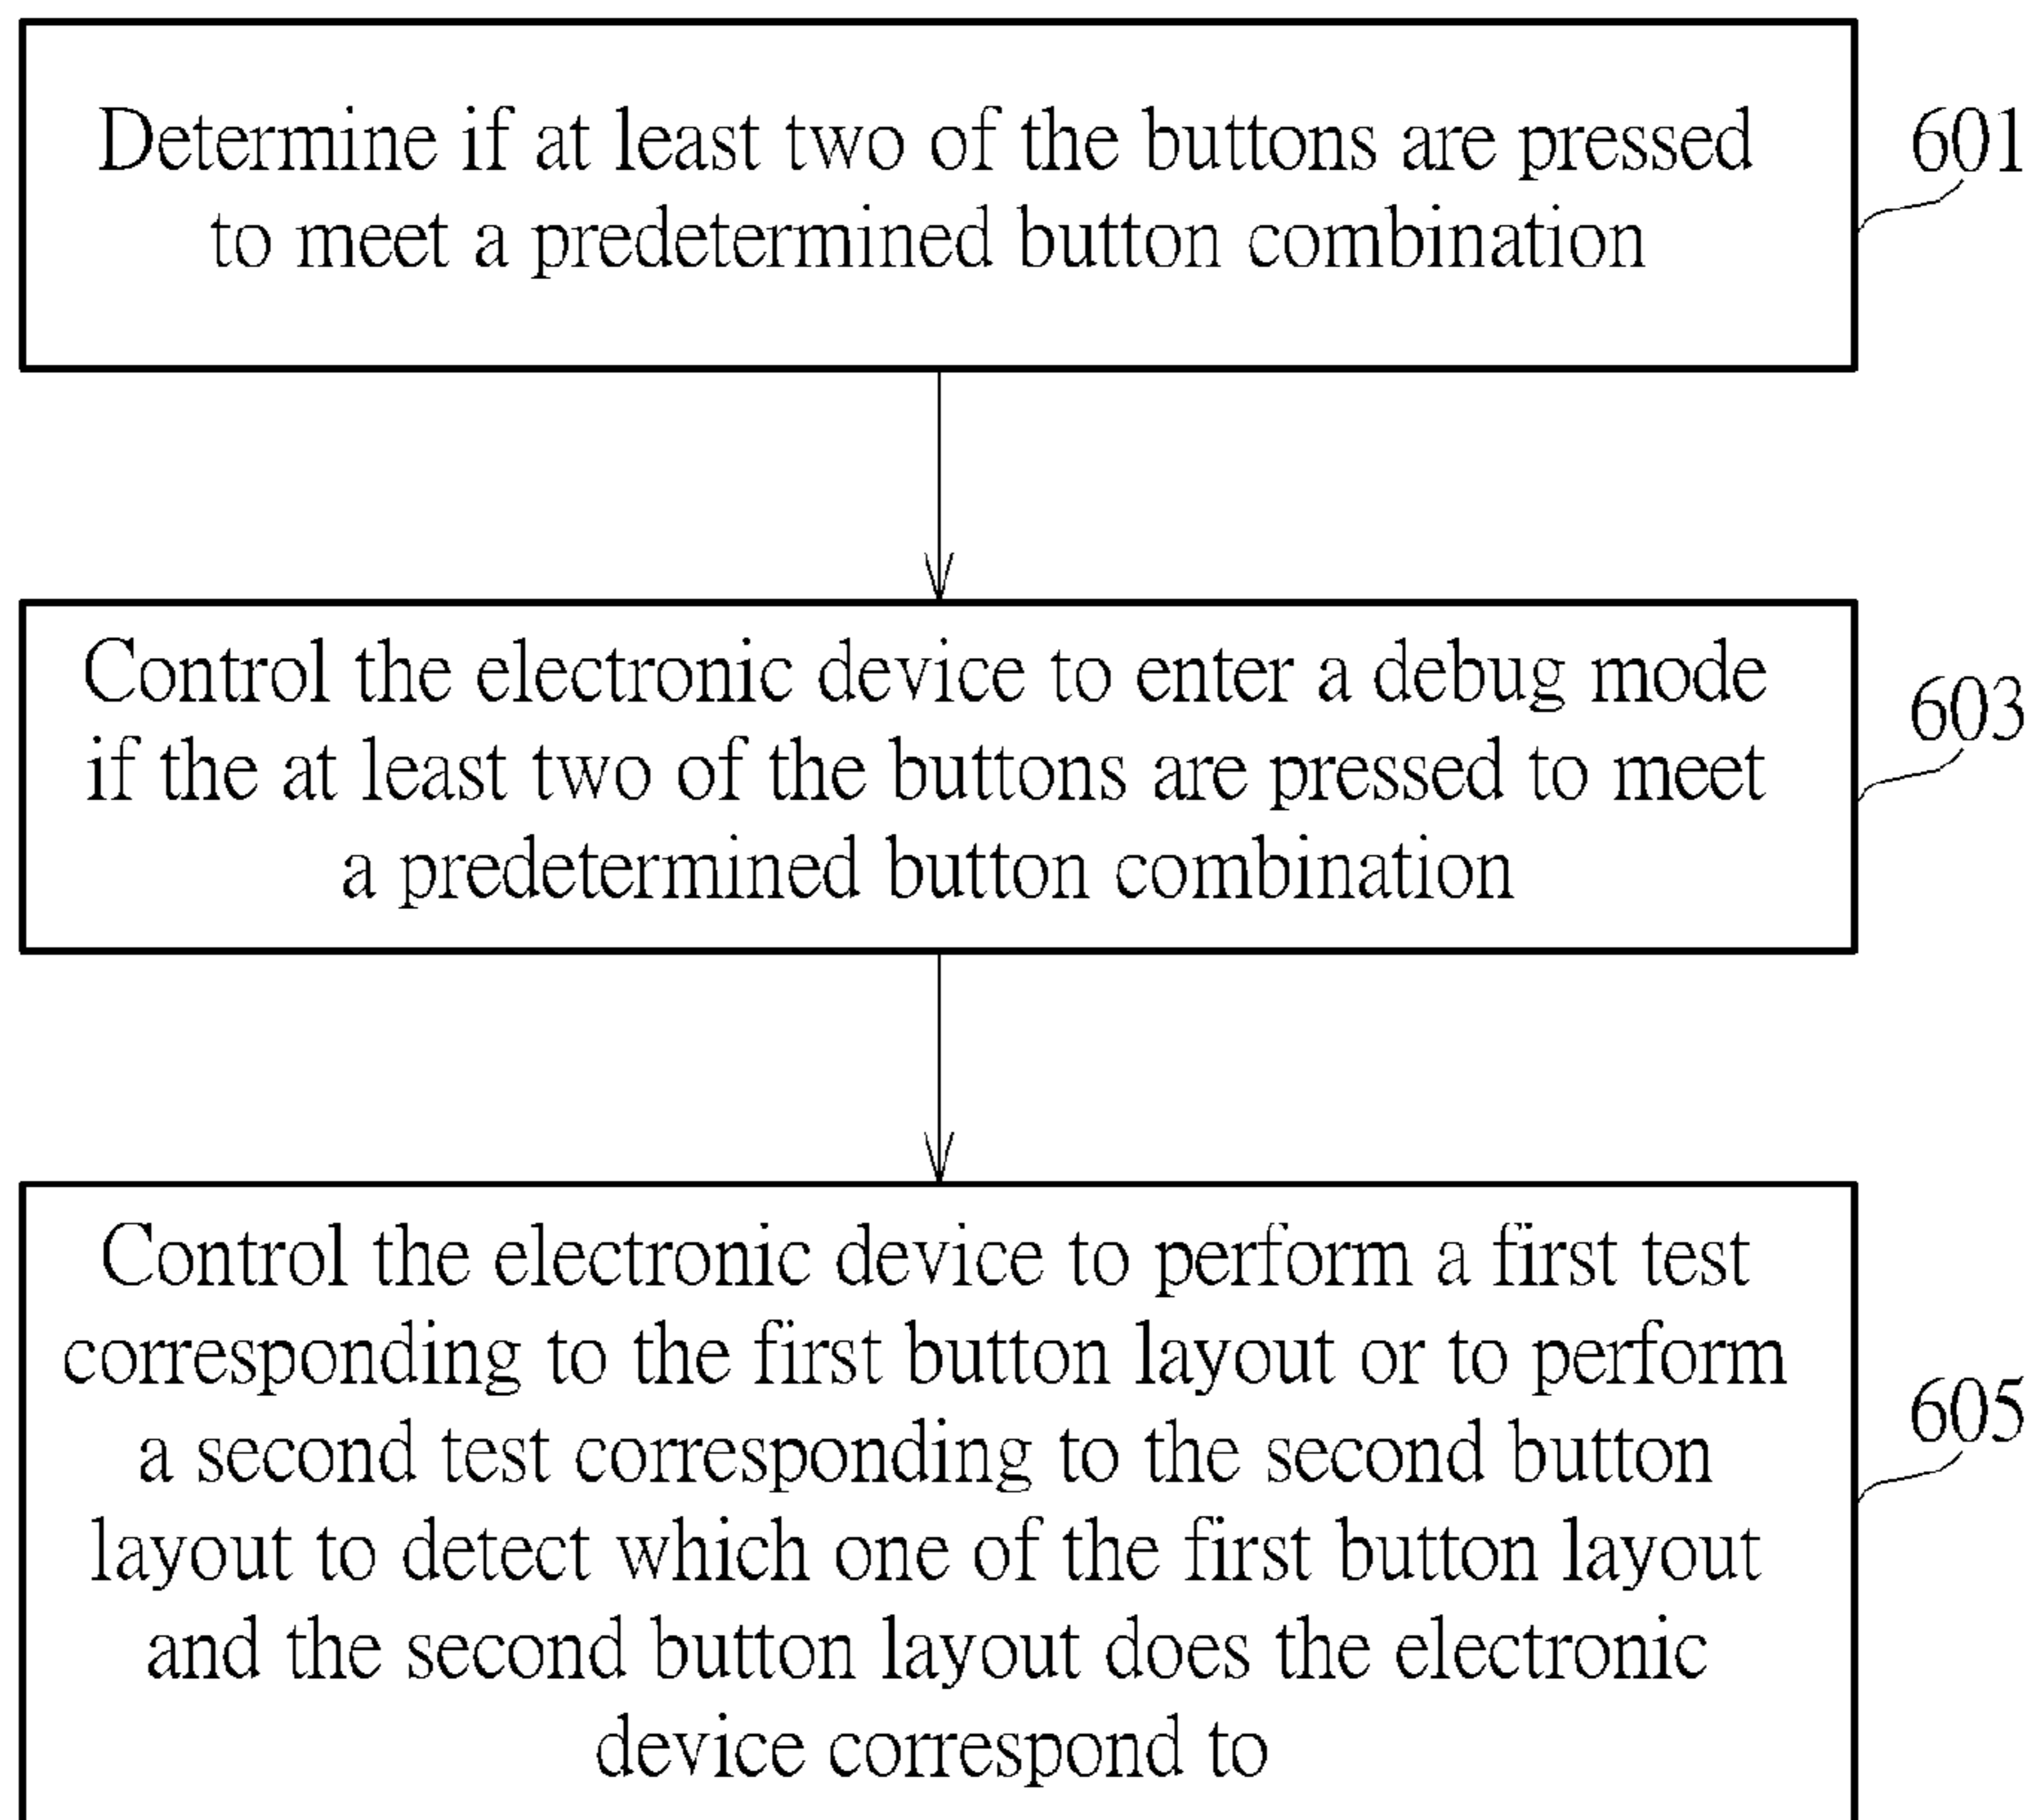 Determine if at least two of the buttons are pressed
to meet a predetermined button combination
601
Control the electronic device to enter a debug mode
if the at least two of the buttons are pressed to meet
a predetermined button combination
603
Control the electronic device to perform a first test
corresponding to the first button layout or to perform
a second test corresponding to the second button
layout to detect which one of the first button layout
and the second button layout does the electronic
device correspond to
605